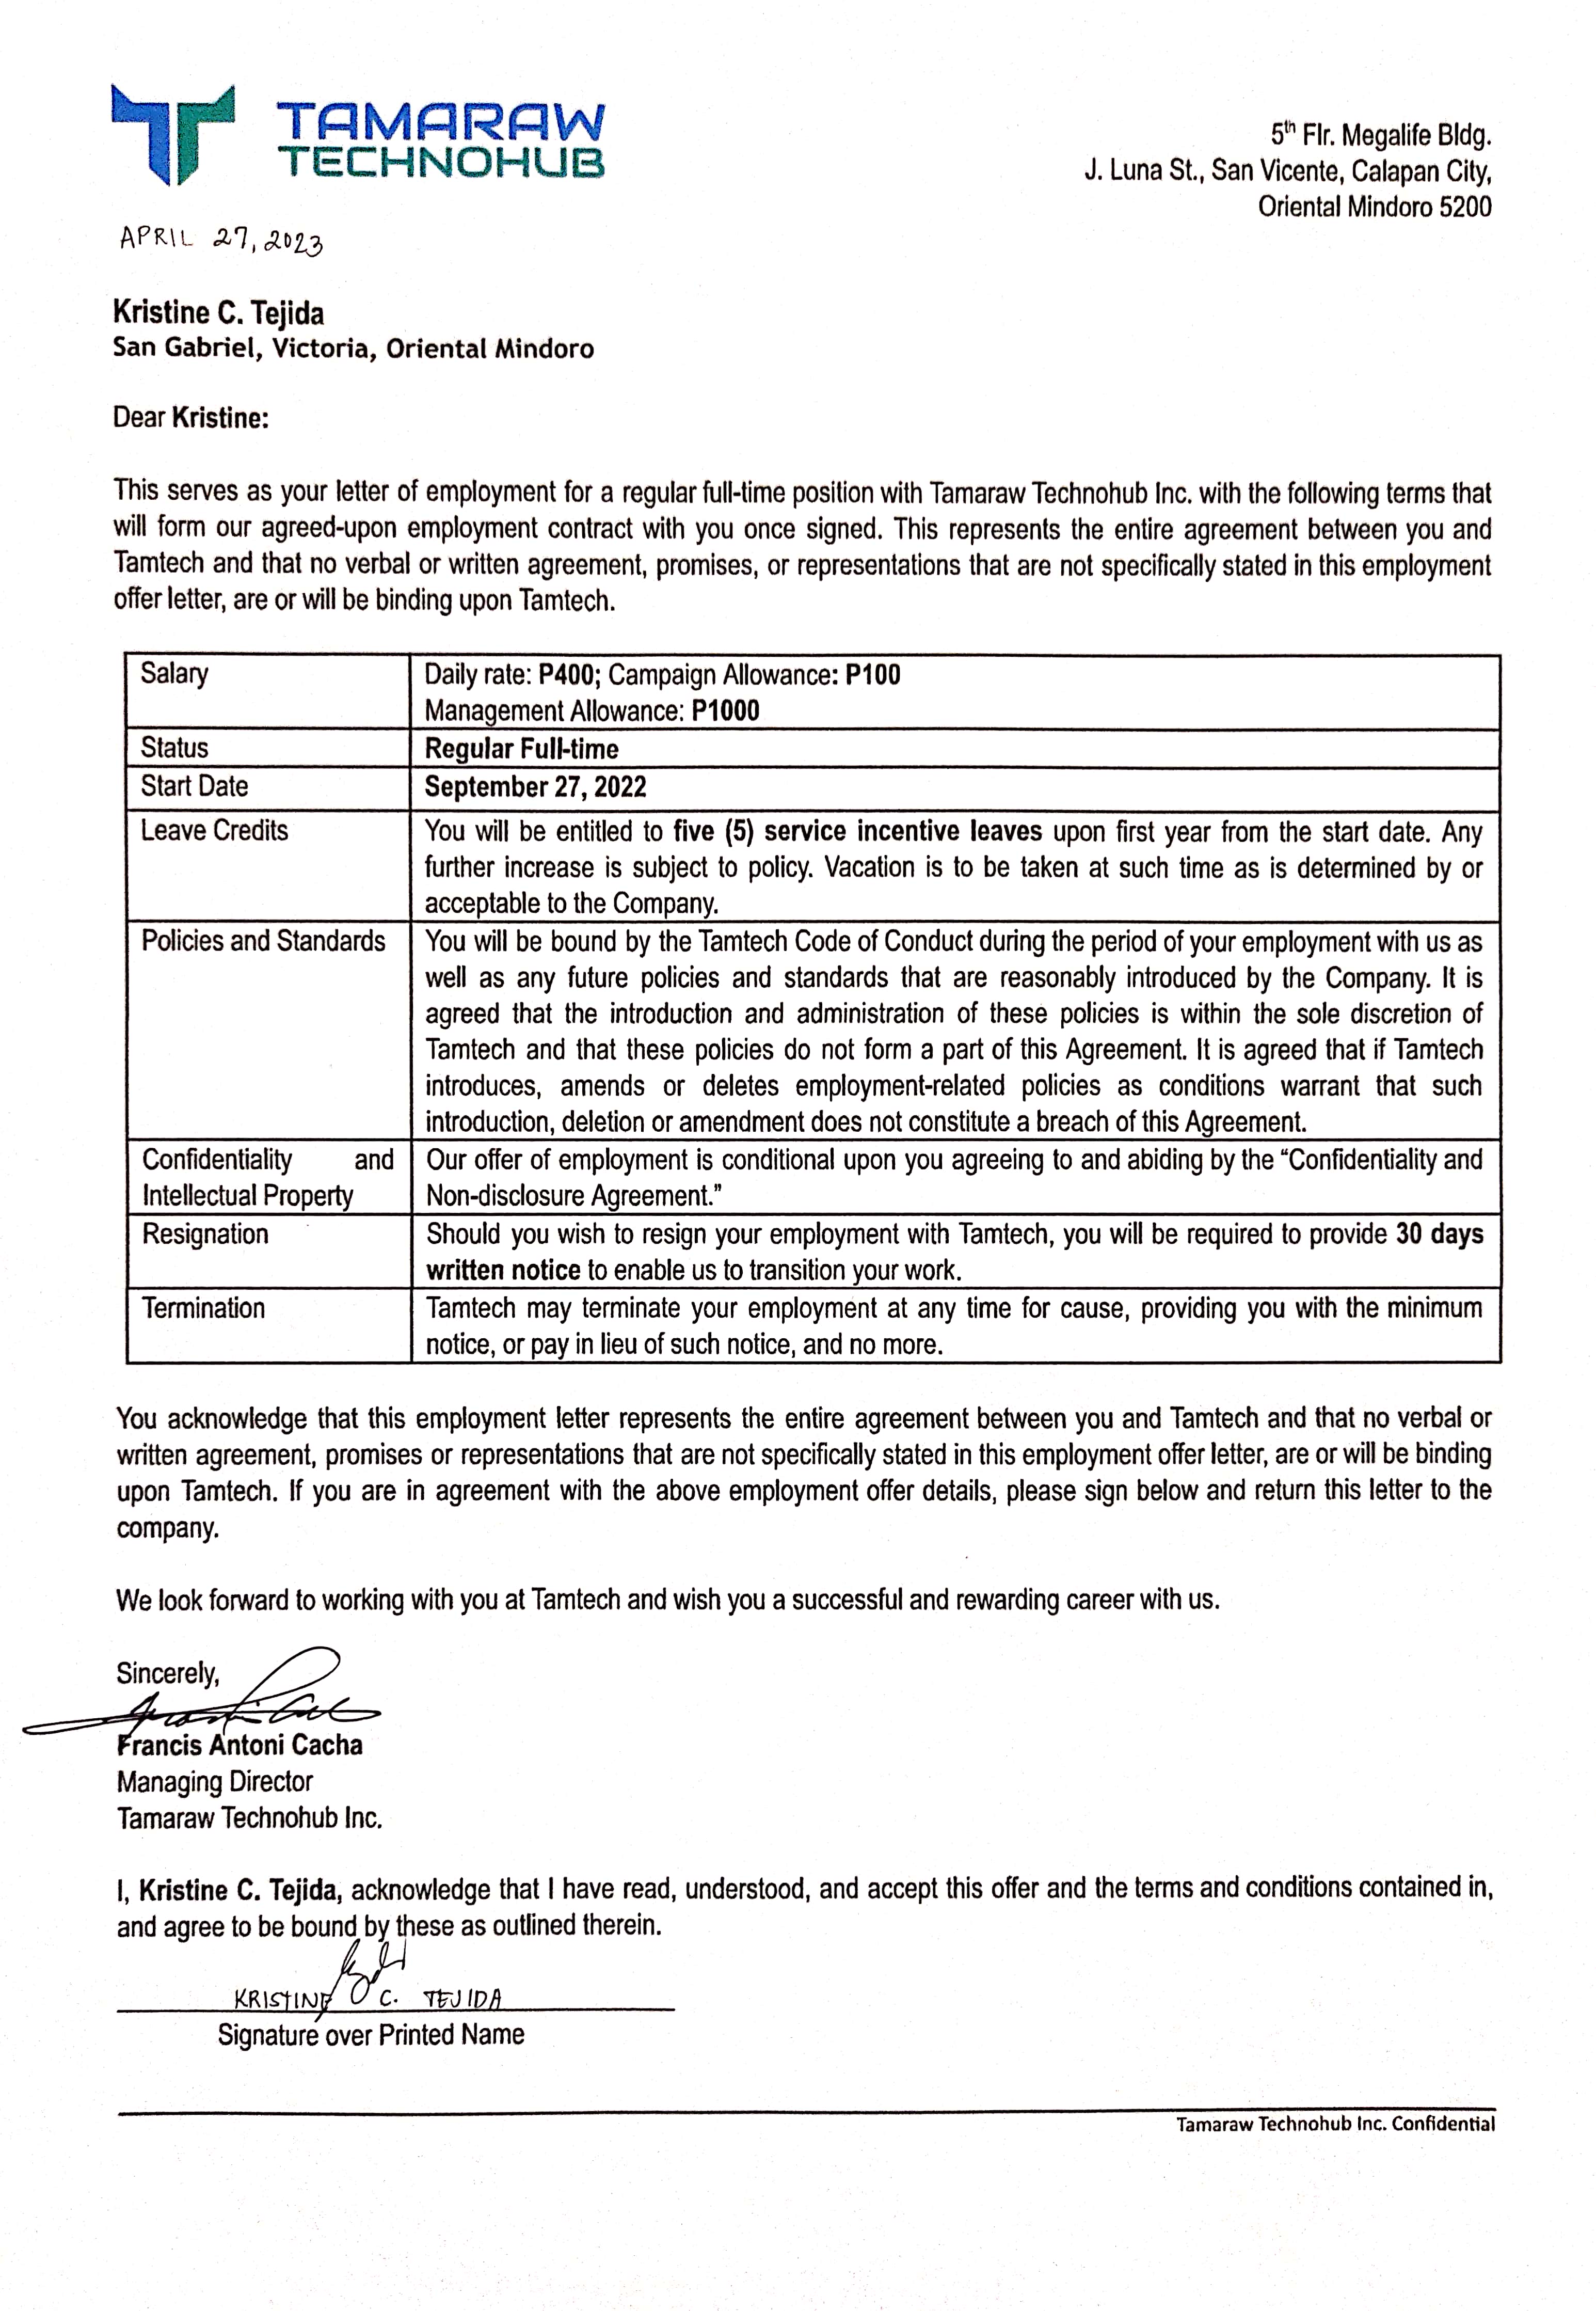 TAMARAW
TECHNOHUB
5th Flr. Megalife Bldg.
J. Luna St., San Vicente, Calapan City,
Oriental Mindoro 5200
APRIL 27, 2023
Kristine C. Tejida
San Gabriel, Victoria, Oriental Mindoro
Dear Kristine:
This serves as your letter of employment for a regular full-time position with Tamaraw Technohub Inc. with the following terms that
will form our agreed-upon employment contract with you once signed. This represents the entire agreement between you and
Tamtech and that no verbal or written agreement, promises, or representations that are not specifically stated in this employment
offer letter, are or will be binding upon Tamtech.
Salary
Daily rate: P400; Campaign Allowance: P100
Management Allowance: P1000
Status
Regular Full-time
Start Date
September 27, 2022
Leave Credits
You will be entitled to five (5) service incentive leaves upon first year from the start date. Any
further increase is subject to policy. Vacation is to be taken at such time as is determined by or
acceptable to the Company.
Policies and Standards
You will be bound by the Tamtech Code of Conduct during the period of your employment with us as
well as any future policies and standards that are reasonably introduced by the Company. It is
agreed that the introduction and administration of these policies is within the sole discretion of
Tamtech and that these policies do not form a part of this Agreement. It is agreed that if Tamtech
introduces, amends or deletes employment-related policies as conditions warrant that such
introduction, deletion or amendment does not constitute a breach of this Agreement.
Confidentiality and
Intellectual Property
Our offer of employment is conditional upon you agreeing to and abiding by the “Confidentiality and
Non-disclosure Agreement.”
Resignation
Should you wish to resign your employment with Tamtech, you will be required to provide 30 days
written notice to enable us to transition your work.
Termination
Tamtech may terminate your employment at any time for cause, providing you with the minimum
notice, or pay in lieu of such notice, and no more.
You acknowledge that this employment letter represents the entire agreement between you and Tamtech and that no verbal or
written agreement, promises or representations that are not specifically stated in this employment offer letter, are or will be binding
upon Tamtech. If you are in agreement with the above employment offer details, please sign below and return this letter to the
company.
We look forward to working with you at Tamtech and wish you a successful and rewarding career with us.
Sincerely,
Francis Antoni Cacha
Managing Director
Tamaraw Technohub Inc.
I, Kristine C. Tejida, acknowledge that I have read, understood, and accept this offer and the terms and conditions contained in,
and agree to be bound by these as outlined therein.
KRISTINE C. TEJIDA
Signature over Printed Name
Tamaraw Technohub Inc. Confidential